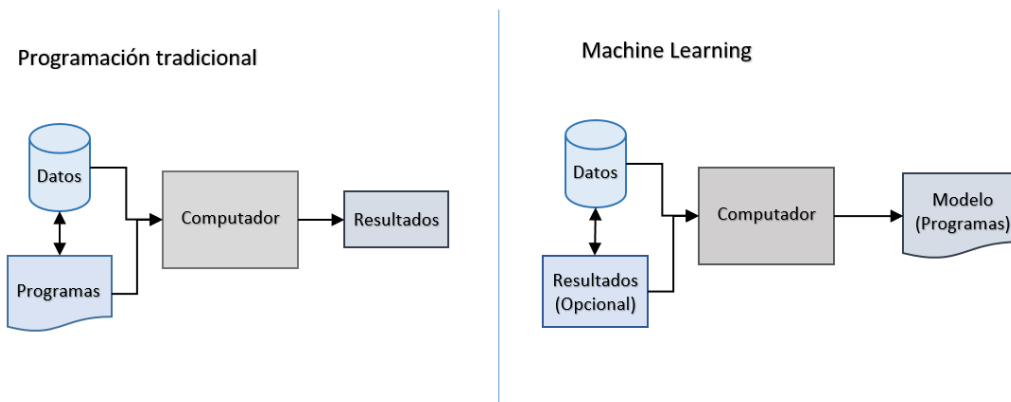 Programación tradicional
Datos
Programas
Computador
Resultados
Machine Learning
Datos
Resultados
(Opcional)
Computador
Modelo
(Programas)